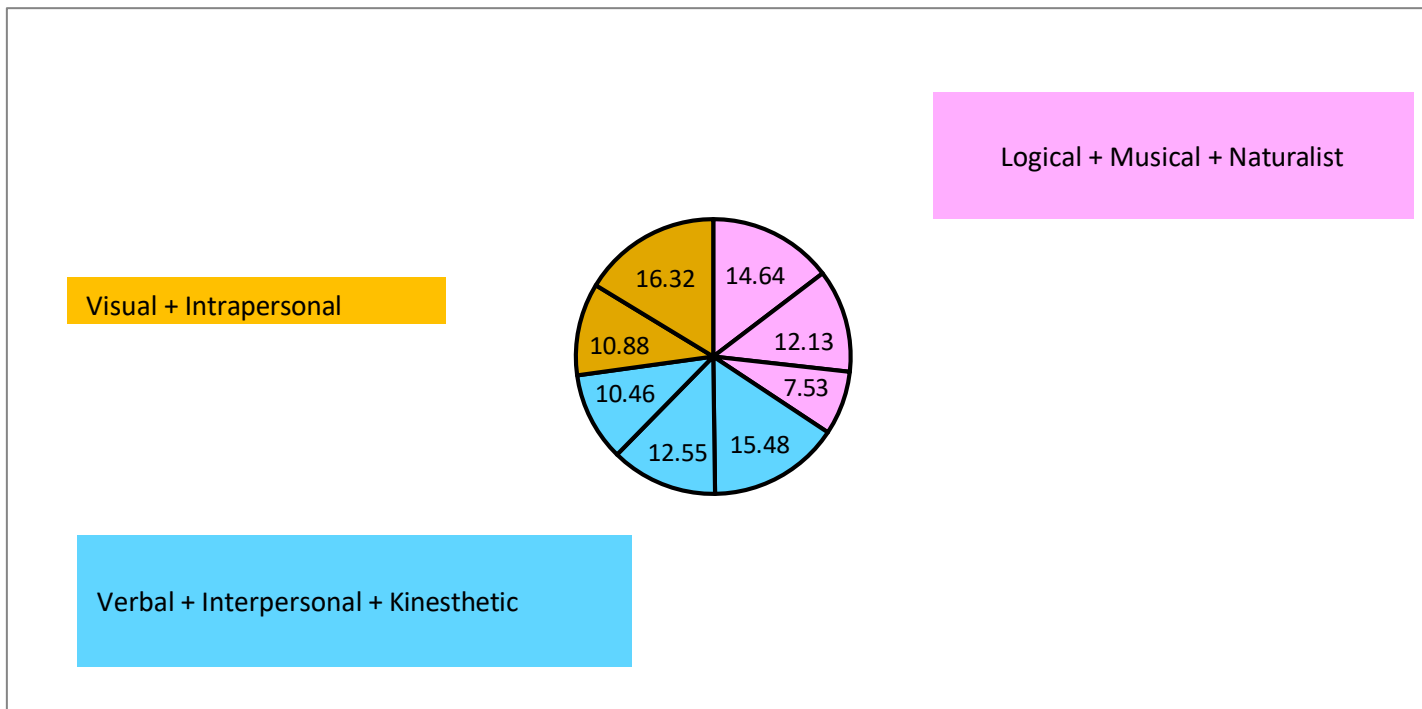 Logical + Musical + Naturalist
16.32
14.64
Visual + Intrapersonal
12.13
10.88
7.53
10.46
15.48
12.55
Verbal + Interpersonal + Kinesthetic